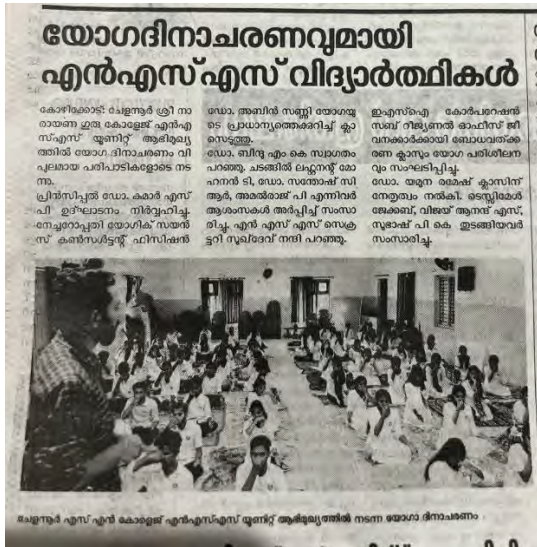 യോഗദിനാചരണവുമായി
എൻഎസ്എസ് വിദ്യാർത്ഥികൾ
കോഴിക്കോട്: ചേളന്നൂർ ശ്രീ നാ
രായണ ഗുരു കോളേജ് എൻഎ
സ്എസ് യൂണിറ്റ് ആഭിമുഖ്യ
ത്തിൽ യോഗ ദിനാചരണം വി
പുലമായ പരിപാടികളോടെ നട
ന്നു.
പ്രിൻസിപ്പൽ ഡോ. കുമാർ എസ്
പി ഉദ്ഘാടനം നിർവ്വഹിച്ചു.
നേച്ചറോപ്പതി യോഗിക് സയൻ
സ് കൺസൾട്ടന്റ് ഫിസിഷൻ
ഡോ. അബിൻ സണ്ണി യോഗയു
ടെ പ്രാധാന്യത്തെക്കുറിച്ച് ക്ലാ
സെടുത്തു.
ഡോ. ബിന്ദു എം കെ സ്വാഗതം
പറഞ്ഞു. ചടങ്ങിൽ ലഫ്റ്റനന്റ് മോ
ഹനൻ ടി, ഡോ. സന്തോഷ് സി
ആർ, അമൽരാജ് പി എന്നിവർ
ആശംസകൾ അർപ്പിച്ച് സംസാ
രിച്ചു. എൻ എസ് എസ് സെക്ര
ട്ടറി സുഖ്ദേവ് നന്ദി പറഞ്ഞു.
ഇഎസ്ഐ കോർപറേഷൻ
സബ് റീജ്യണൽ ഓഫീസ് ജീ
വനക്കാർക്കായി ബോധവത്ക്ക
രണ ക്ലാസും യോഗ പരിശീലന
വും സംഘടിപ്പിച്ചു.
ഡോ. യമുന രമേഷ് ക്ലാസിന്
നേതൃത്വം നൽകി. ടെസ്സിമോൾ
ജേക്കബ്, വിജയ് ആനന്ദ് എസ്,
സുഭാഷ് പി കെ തുടങ്ങിയവർ
സംസാരിച്ചു.
ചേളന്നൂർ എസ് എൻ കോളെജ് എൻഎസ്എസ് യൂണിറ്റ് ആഭിമുഖ്യത്തിൽ നടന്ന യോഗാ ദിനാചരണം